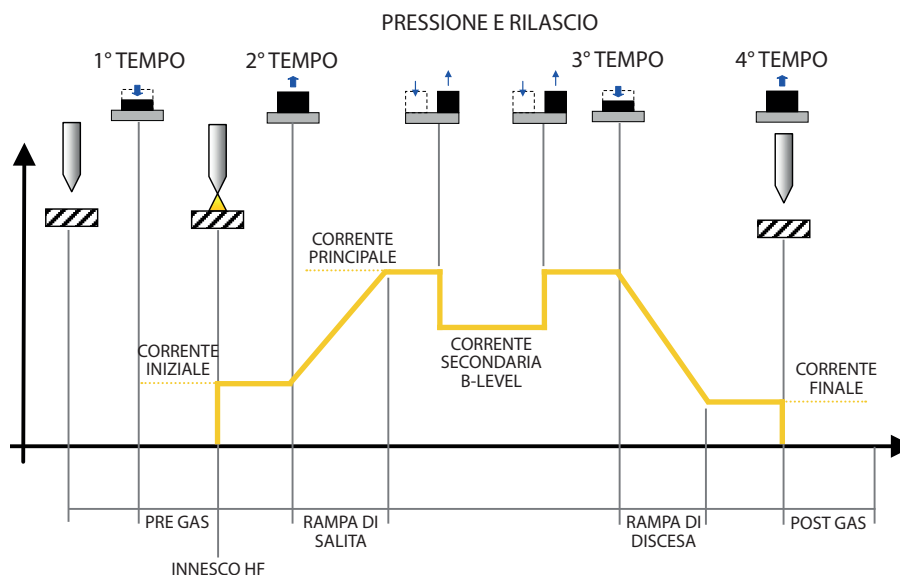 PRESSIONE E RILASCIO
1° TEMPO
2° TEMPO
3° TEMPO
4° TEMPO
CORRENTE
PRINCIPALE
CORRENTE
INIZIALE
CORRENTE
SECONDARIA
B-LEVEL
CORRENTE
FINALE
PRE GAS
RAMPA DI
SALITA
RAMPA DI
DISCESA
POST GAS
INNESCO HF